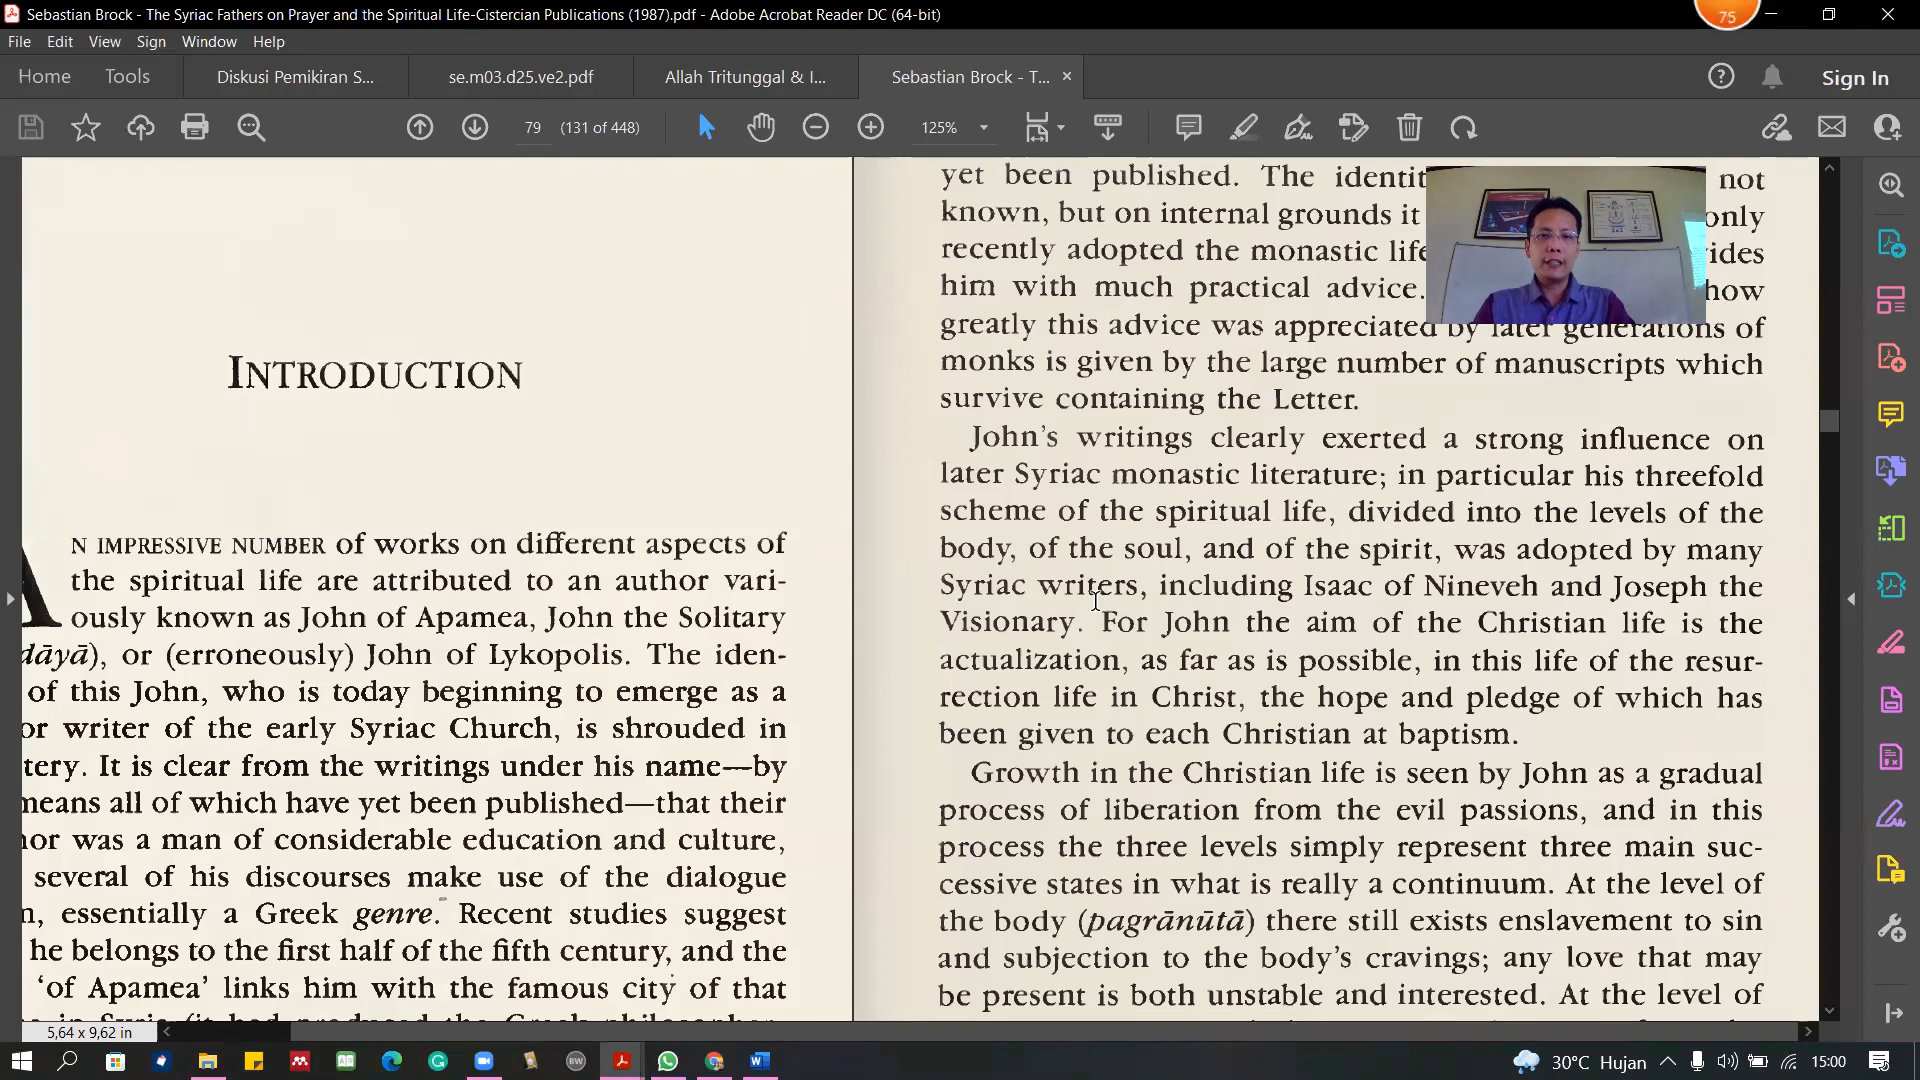 Sebastian Brock - The Syriac Fathers on Prayer and the Spiritual Life-Cistercian Publications (1987).pdf - Adobe Acrobat Reader DC (64-bit)
75
File Edit View Sign Window Help
Home Tools Diskusi Pemikiran S... se.m03.d25.ve2.pdf Allah Tritunggal & I... Sebastian Brock - T... × Sign In
79 (131 of 448) 125%
INTRODUCTION
AN IMPRESSIVE NUMBER of works on different aspects of
the spiritual life are attributed to an author vari-
ously known as John of Apamea, John the Solitary
dāyā), or (erroneously) John of Lykopolis. The iden-
of this John, who is today beginning to emerge as a
or writer of the early Syriac Church, is shrouded in
tery. It is clear from the writings under his name—by
means all of which have yet been published—that their
nor was a man of considerable education and culture,
several of his discourses make use of the dialogue
n, essentially a Greek genre. Recent studies suggest
he belongs to the first half of the fifth century, and the
'of Apamea' links him with the famous city of that
yet been published. The identit not
known, but on internal grounds it only
recently adopted the monastic life vides
him with much practical advice. how
greatly this advice was appreciated by later generations of
monks is given by the large number of manuscripts which
survive containing the Letter.
John's writings clearly exerted a strong influence on
later Syriac monastic literature; in particular his threefold
scheme of the spiritual life, divided into the levels of the
body, of the soul, and of the spirit, was adopted by many
Syriac writers, including Isaac of Nineveh and Joseph the
Visionary. For John the aim of the Christian life is the
actualization, as far as is possible, in this life of the resur-
rection life in Christ, the hope and pledge of which has
been given to each Christian at baptism.
Growth in the Christian life is seen by John as a gradual
process of liberation from the evil passions, and in this
process the three levels simply represent three main suc-
cessive states in what is really a continuum. At the level of
the body (pagrānūtā) there still exists enslavement to sin
and subjection to the body's cravings; any love that may
be present is both unstable and interested. At the level of
5,64 x 9,62 in
BW
30°C Hujan 15:00